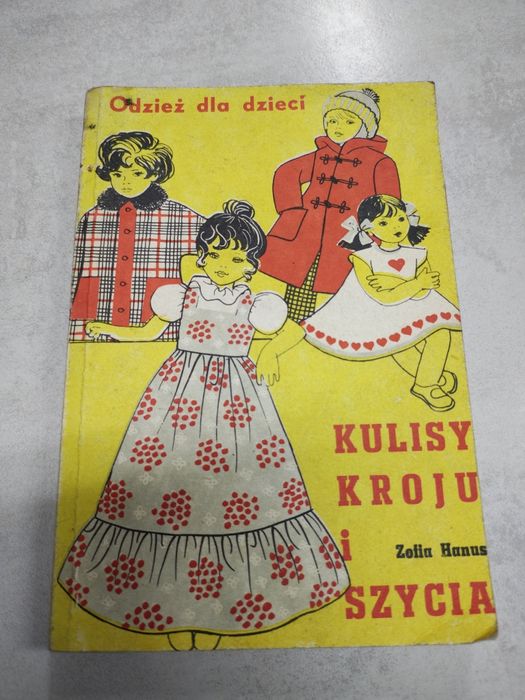 Odzież dla dzieci
KULISY
KROJU
i
Zofia Hanus
SZYCIA